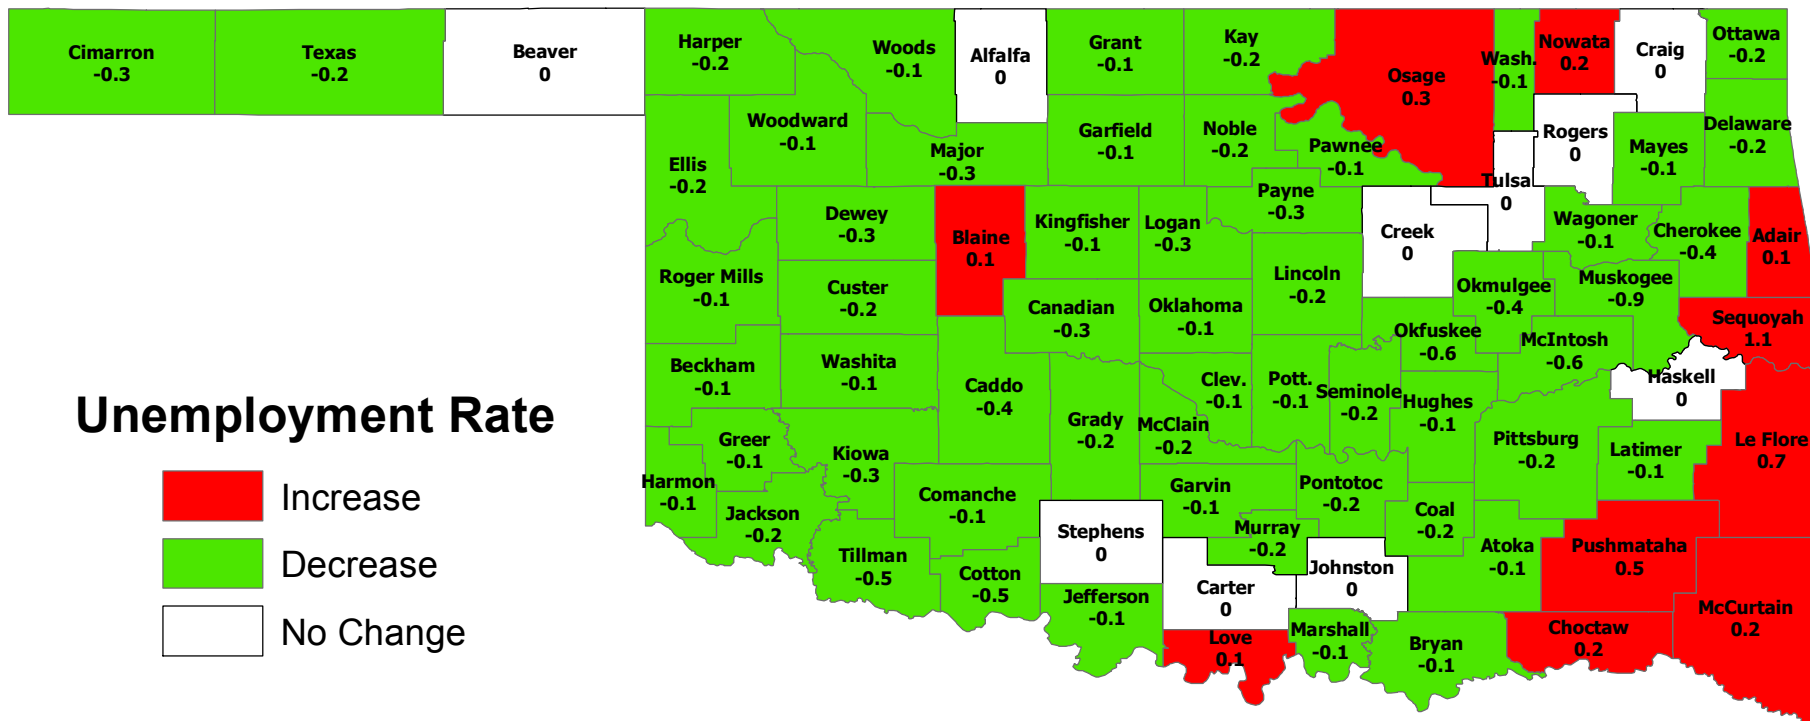 Cimarron
-0.3
Texas
-0.2
Beaver
0
Harper
-0.2
Woods
-0.1
Alfalfa
0
Grant
-0.1
Kay
-0.2
Osage
0.3
Wash.
-0.1
Nowata
0.2
Craig
0
Ottawa
-0.2
Woodward
-0.1
Ellis
-0.2
Major
-0.3
Garfield
-0.1
Noble
-0.2
Pawnee
-0.1
Rogers
0
Mayes
-0.1
Delaware
-0.2
Tulsa
0
Payne
-0.3
Dewey
-0.3
Blaine
0.1
Kingfisher
-0.1
Logan
-0.3
Creek
0
Wagoner
-0.1
Cherokee
-0.4
Adair
0.1
Roger Mills
-0.1
Custer
-0.2
Canadian
-0.3
Oklahoma
-0.1
Lincoln
-0.2
Okmulgee
-0.4
Muskogee
-0.9
Sequoyah
1.1
Okfuskee
-0.6
McIntosh
-0.6
Beckham
-0.1
Washita
-0.1
Caddo
-0.4
Grady
-0.2
Clev.
-0.1
Pott.
-0.1
Seminole
-0.2
Hughes
-0.1
Haskell
0
McClain
-0.2
Pittsburg
-0.2
Latimer
-0.1
Le Flore
0.7
Unemployment Rate
Increase
Decrease
No Change
Greer
-0.1
Kiowa
-0.3
Harmon
-0.1
Jackson
-0.2
Comanche
-0.1
Garvin
-0.1
Pontotoc
-0.2
Coal
-0.2
Stephens
0
Murray
-0.2
Tillman
-0.5
Cotton
-0.5
Jefferson
-0.1
Carter
0
Johnston
0
Atoka
-0.1
Pushmataha
0.5
McCurtain
0.2
Love
0.1
Marshall
-0.1
Bryan
-0.1
Choctaw
0.2